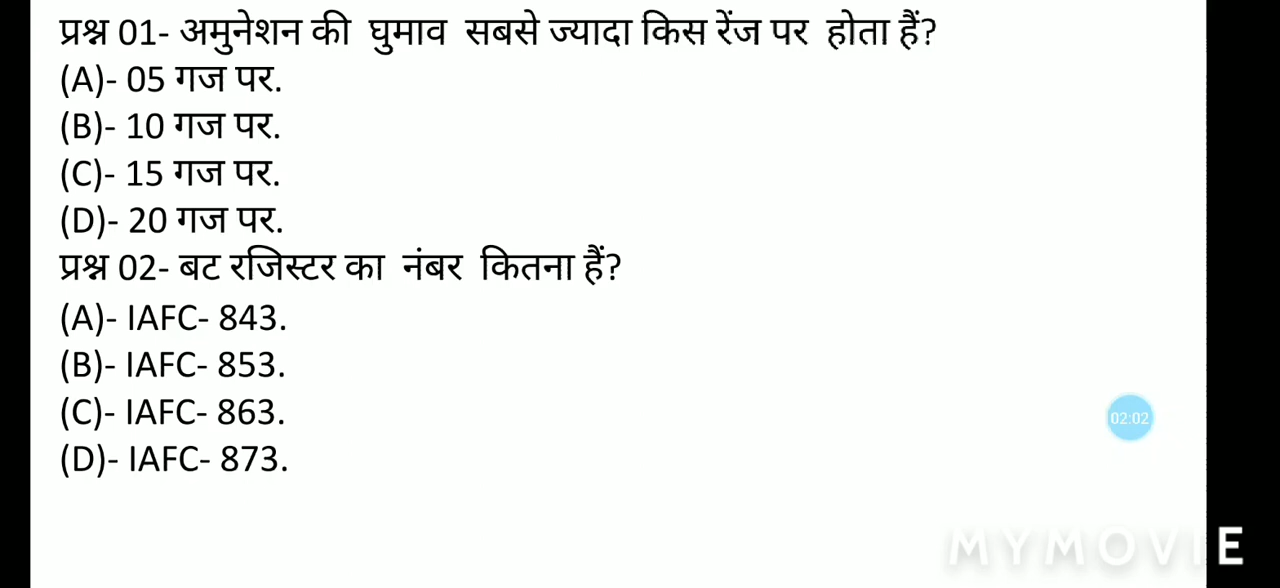 प्रश्न 01- अमुनेशन की घुमाव सबसे ज्यादा किस रेंज पर होता हैं?
(A)- 05 गज पर.
(B)- 10 गज पर.
(C)- 15 गज पर.
(D)- 20 गज पर.
प्रश्न 02- बट रजिस्टर का नंबर कितना हैं?
(A)- IAFC- 843.
(B)- IAFC- 853.
(C)- IAFC- 863.
(D)- IAFC- 873.
02:02
MYMOVIE